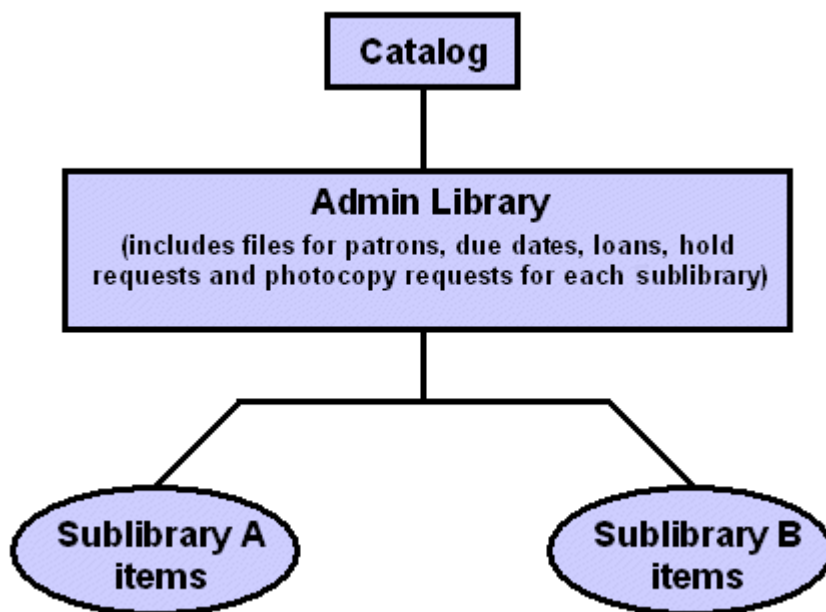 Catalog
Admin Library
(includes files for patrons, due dates, loans, hold
requests and photocopy requests for each sublibrary)
Sublibrary A
items
Sublibrary B
items